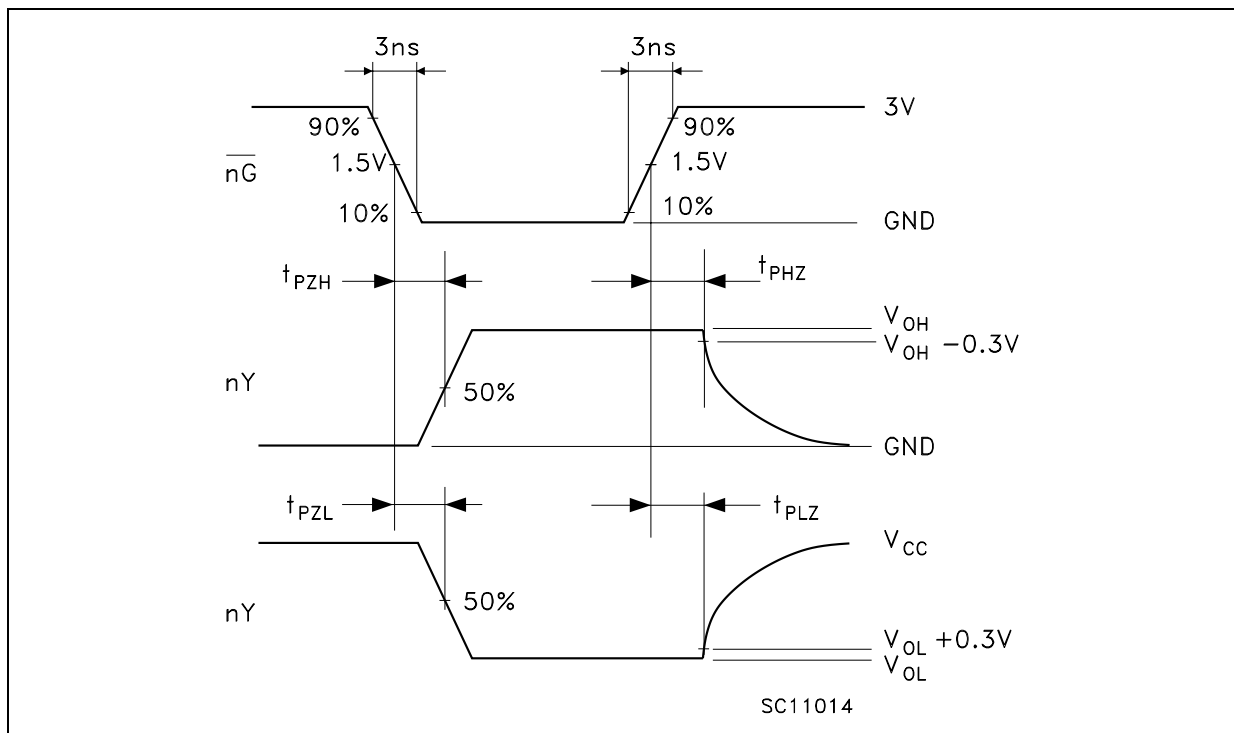 3ns
3ns
3V
90%
90%
n̅G̅
1.5V
1.5V
10%
10%
GND
tPZH
tPHZ
VOH
VOH −0.3V
nY
50%
GND
tPZL
tPLZ
VCC
nY
50%
VOL +0.3V
VOL
SC11014